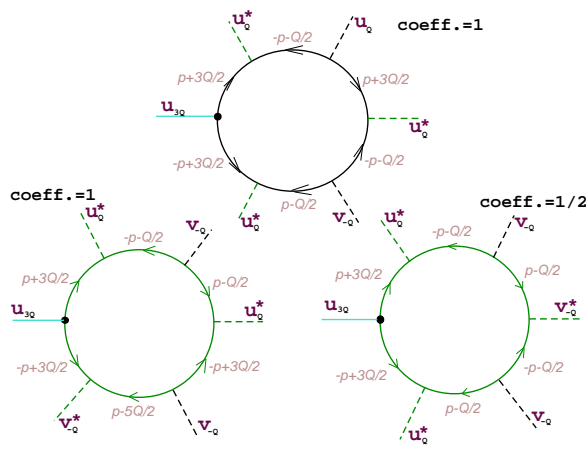 u*Q
-p-Q/2
uQ
coeff.=1
p+3Q/2
p+3Q/2
u3Q
u*Q
-p+3Q/2
-p-Q/2
u*Q
p-Q/2
v-Q
coeff.=1
u*Q
-p-Q/2
v-Q
p+3Q/2
p-Q/2
u3Q
u*Q
-p+3Q/2
-p+3Q/2
v*-Q
p-5Q/2
v-Q
coeff.=1/2
u*Q
-p-Q/2
v-Q
p+3Q/2
p-Q/2
u3Q
v*-Q
-p+3Q/2
-p-Q/2
u*Q
p-Q/2
v-Q